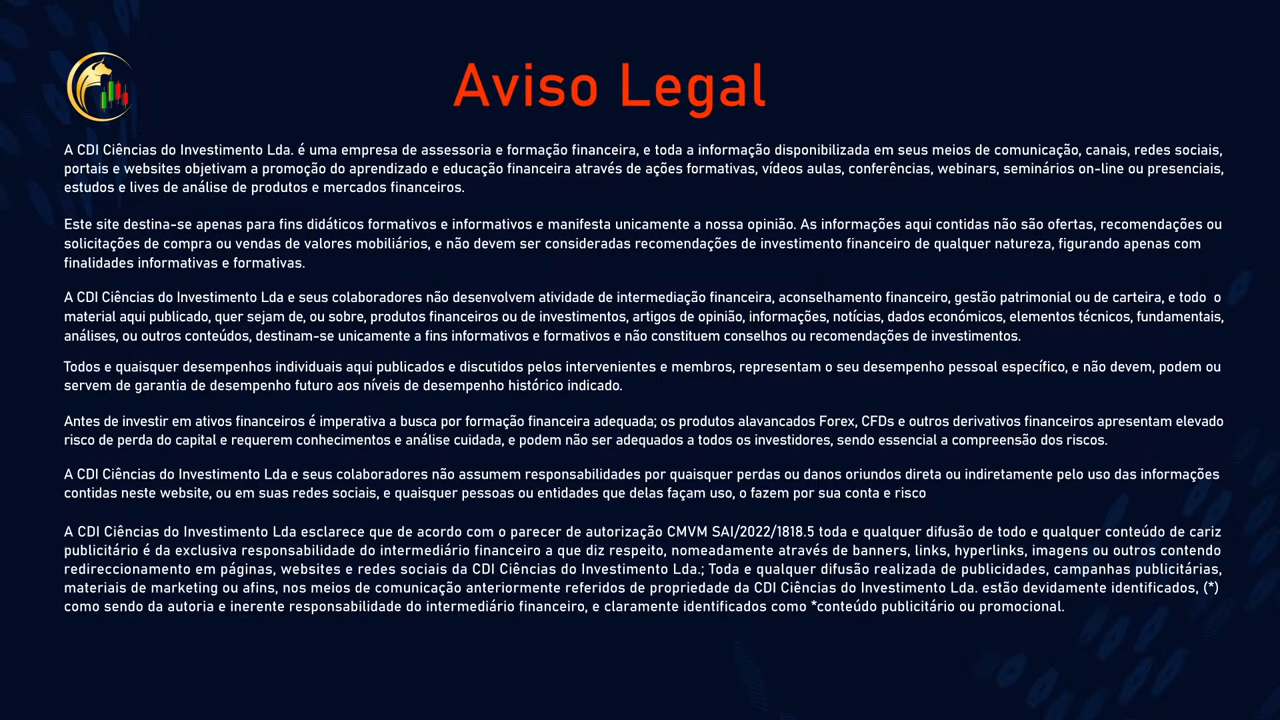 Aviso Legal
A CDI Ciências do Investimento Lda. é uma empresa de assessoria e formação financeira, e toda a informação disponibilizada em seus meios de comunicação, canais, redes sociais,
portais e websites objetivam a promoção do aprendizado e educação financeira através de ações formativas, vídeos aulas, conferências, webinars, seminários on-line ou presenciais,
estudos e lives de análise de produtos e mercados financeiros.
Este site destina-se apenas para fins didáticos formativos e informativos e manifesta unicamente a nossa opinião. As informações aqui contidas não são ofertas, recomendações ou
solicitações de compra ou vendas de valores mobiliários, e não devem ser consideradas recomendações de investimento financeiro de qualquer natureza, figurando apenas com
finalidades informativas e formativas.
A CDI Ciências do Investimento Lda e seus colaboradores não desenvolvem atividade de intermediação financeira, aconselhamento financeiro, gestão patrimonial ou de carteira, e todo o
material aqui publicado, quer sejam de, ou sobre, produtos financeiros ou de investimentos, artigos de opinião, informações, notícias, dados económicos, elementos técnicos, fundamentais,
análises, ou outros conteúdos, destinam-se unicamente a fins informativos e formativos e não constituem conselhos ou recomendações de investimentos.
Todos e quaisquer desempenhos individuais aqui publicados e discutidos pelos intervenientes e membros, representam o seu desempenho pessoal específico, e não devem, podem ou
servem de garantia de desempenho futuro aos níveis de desempenho histórico indicado.
Antes de investir em ativos financeiros é imperativa a busca por formação financeira adequada; os produtos alavancados Forex, CFDs e outros derivativos financeiros apresentam elevado
risco de perda do capital e requerem conhecimentos e análise cuidada, e podem não ser adequados a todos os investidores, sendo essencial a compreensão dos riscos.
A CDI Ciências do Investimento Lda e seus colaboradores não assumem responsabilidades por quaisquer perdas ou danos oriundos direta ou indiretamente pelo uso das informações
contidas neste website, ou em suas redes sociais, e quaisquer pessoas ou entidades que delas façam uso, o fazem por sua conta e risco
A CDI Ciências do Investimento Lda esclarece que de acordo com o parecer de autorização CMVM SAI/2022/1818.5 toda e qualquer difusão de todo e qualquer conteúdo de cariz
publicitário é da exclusiva responsabilidade do intermediário financeiro a que diz respeito, nomeadamente através de banners, links, hyperlinks, imagens ou outros contendo
redireccionamento em páginas, websites e redes sociais da CDI Ciências do Investimento Lda.; Toda e qualquer difusão realizada de publicidades, campanhas publicitárias,
materiais de marketing ou afins, nos meios de comunicação anteriormente referidos de propriedade da CDI Ciências do Investimento Lda. estão devidamente identificados, (*)
como sendo da autoria e inerente responsabilidade do intermediário financeiro, e claramente identificados como *conteúdo publicitário ou promocional.